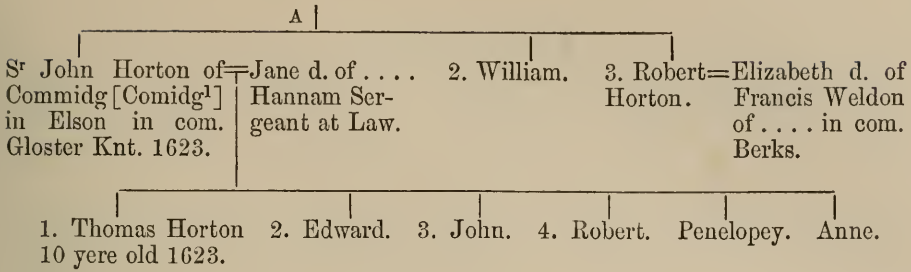 A
Sr John Horton of=Jane d. of . . . . 2. William. 3. Robert=Elizabeth d. of
Commidg [Comidg1] Hannam Ser- Horton. Francis Weldon
in Elson in com. geant at Law. of . . . . in com.
Gloster Knt. 1623. Berks.
1. Thomas Horton 2. Edward. 3. John. 4. Robert. Penelopey. Anne.
10 yere old 1623.